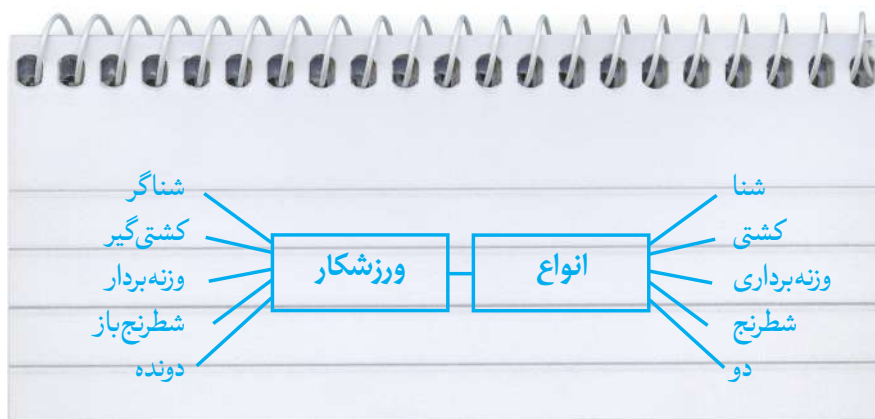 شنا
کشتی
وزنه‌برداری
شطرنج
دو
انواع
ورزشکار
شناگر
کشتی‌گیر
وزنه‌بردار
شطرنج‌باز
دونده